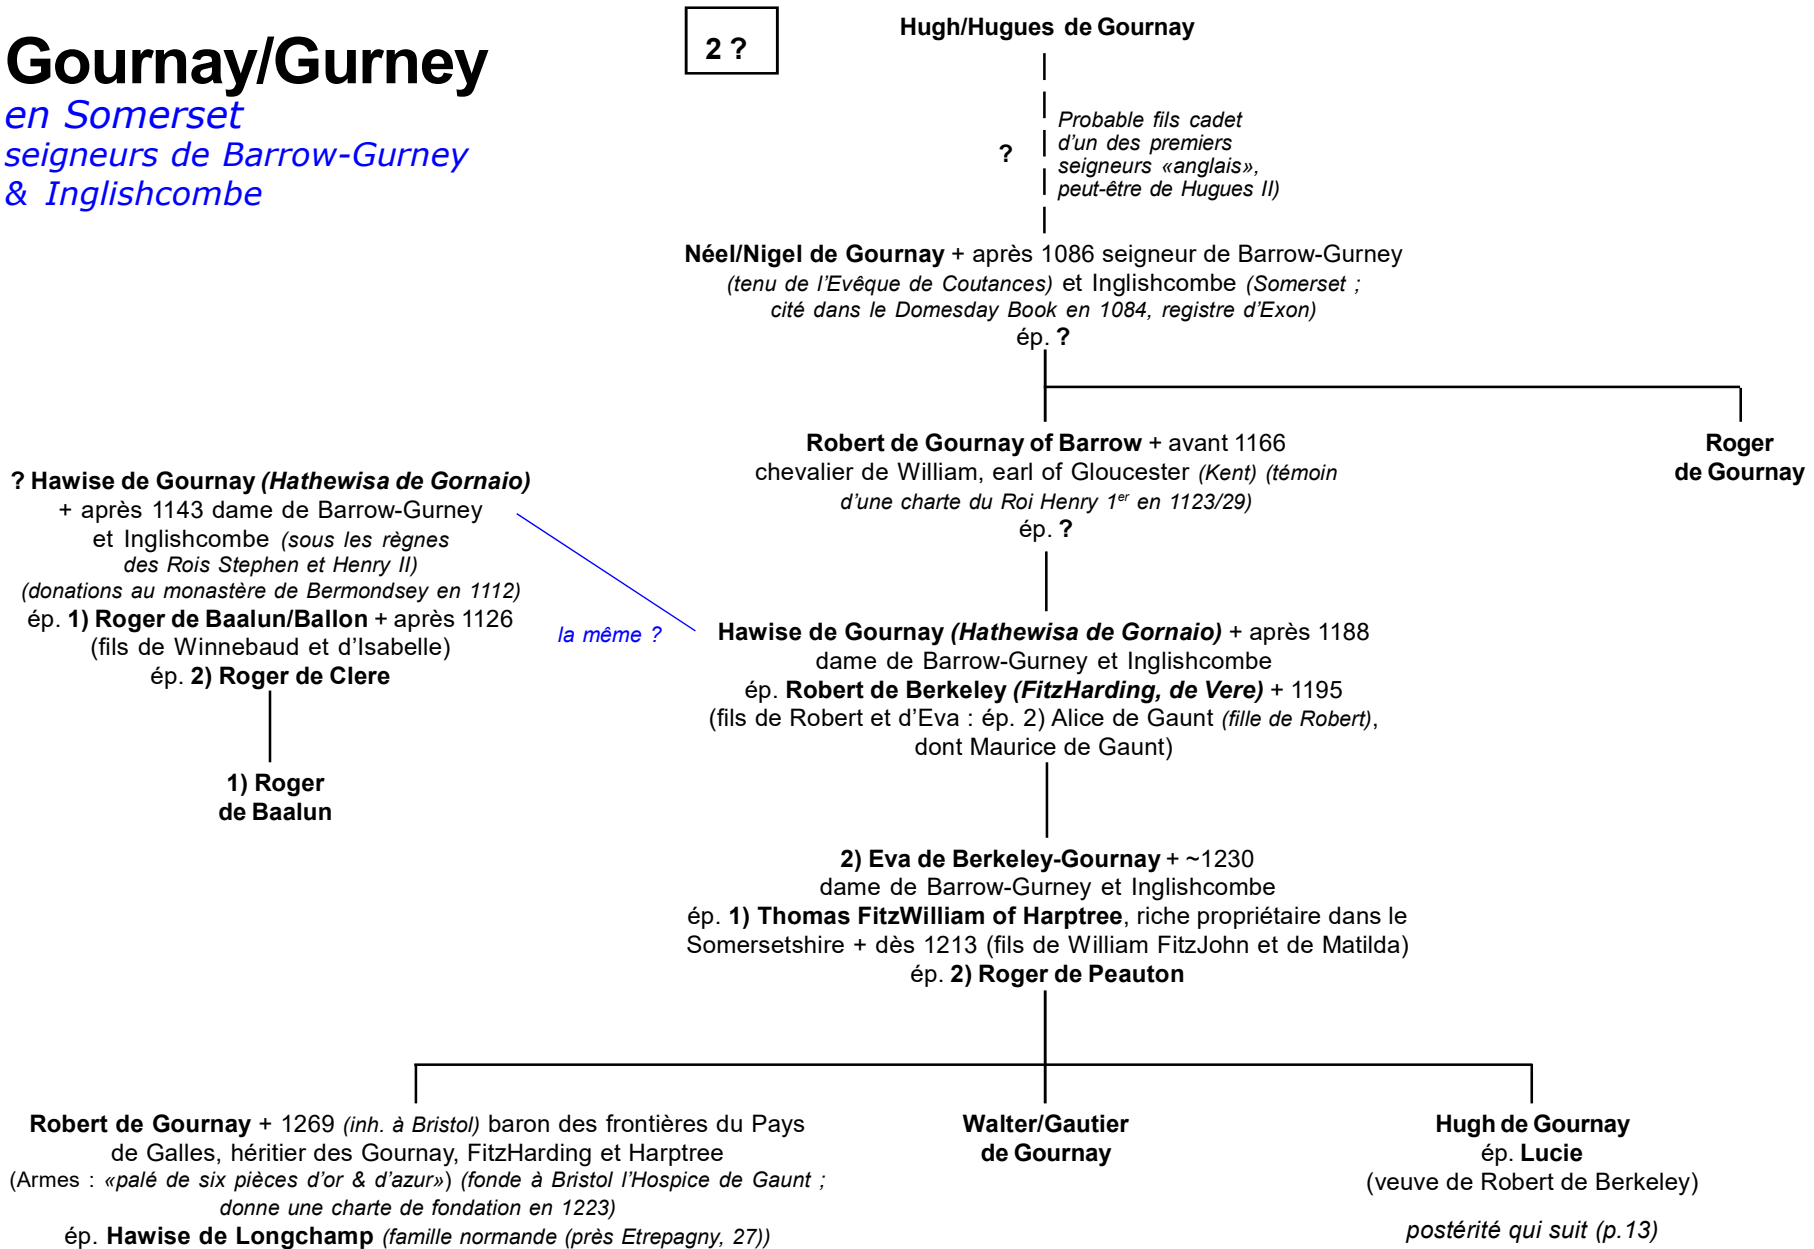 Gournay/Gurney
en Somerset
seigneurs de Barrow-Gurney
& Inglishcombe
2 ?
Hugh/Hugues de Gournay
?
Probable fils cadet
d'un des premiers
seigneurs «anglais»,
peut-être de Hugues II)
Néel/Nigel de Gournay + après 1086 seigneur de Barrow-Gurney
(tenu de l'Evêque de Coutances) et Inglishcombe (Somerset ;
cité dans le Domesday Book en 1084, registre d'Exon)
ép. ?
Robert de Gournay of Barrow + avant 1166
chevalier de William, earl of Gloucester (Kent) (témoin
d'une charte du Roi Henry 1er en 1123/29)
ép. ?
Roger
de Gournay
? Hawise de Gournay (Hathewisa de Gornaio)
+ après 1143 dame de Barrow-Gurney
et Inglishcombe (sous les règnes
des Rois Stephen et Henry II)
(donations au monastère de Bermondsey en 1112)
ép. 1) Roger de Baalun/Ballon + après 1126
(fils de Winnebaud et d'Isabelle)
ép. 2) Roger de Clere
1) Roger
de Baalun
la même ?
Hawise de Gournay (Hathewisa de Gornaio) + après 1188
dame de Barrow-Gurney et Inglishcombe
ép. Robert de Berkeley (FitzHarding, de Vere) + 1195
(fils de Robert et d'Eva : ép. 2) Alice de Gaunt (fille de Robert),
dont Maurice de Gaunt)
2) Eva de Berkeley-Gournay + ~1230
dame de Barrow-Gurney et Inglishcombe
ép. 1) Thomas FitzWilliam of Harptree, riche propriétaire dans le
Somersetshire + dès 1213 (fils de William FitzJohn et de Matilda)
ép. 2) Roger de Peauton
Robert de Gournay + 1269 (inh. à Bristol) baron des frontières du Pays
de Galles, héritier des Gournay, FitzHarding et Harptree
(Armes : «palé de six pièces d'or & d'azur») (fonde à Bristol l'Hospice de Gaunt ;
donne une charte de fondation en 1223)
ép. Hawise de Longchamp (famille normande (près Etrepagny, 27))
Walter/Gautier
de Gournay
Hugh de Gournay
ép. Lucie
(veuve de Robert de Berkeley)
postérité qui suit (p.13)